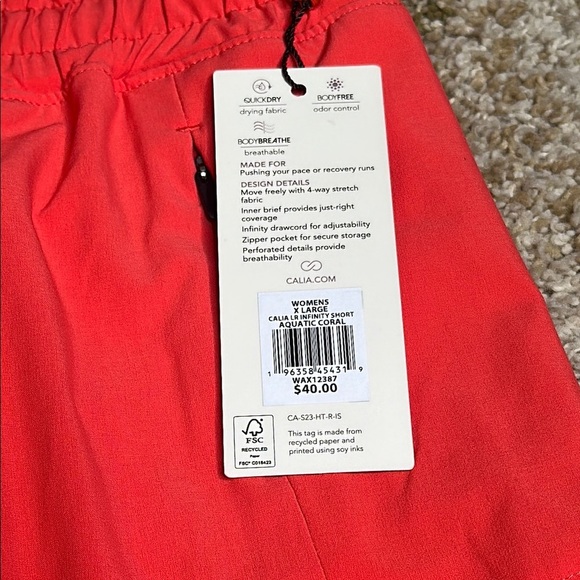 QUICKDRY
drying fabric
BODYFREE
odor control
BODYBREATHE
breathable
MADE FOR
Pushing your pace or recovery runs
DESIGN DETAILS
Move freely with 4-way stretch
fabric
Inner brief provides just-right
coverage
Infinity drawcord for adjustability
Zipper pocket for secure storage
Perforated details provide
breathability
CALIA.COM
WOMENS
X LARGE
CALIA LR INFINITY SHORT
AQUATIC CORAL
1 96358 45431 9
WAX12387
$40.00
CA-S23-HT-R-IS
FSC
RECYCLED
Paper
FSC® C018423
This tag is made from
recycled paper and
printed using soy inks